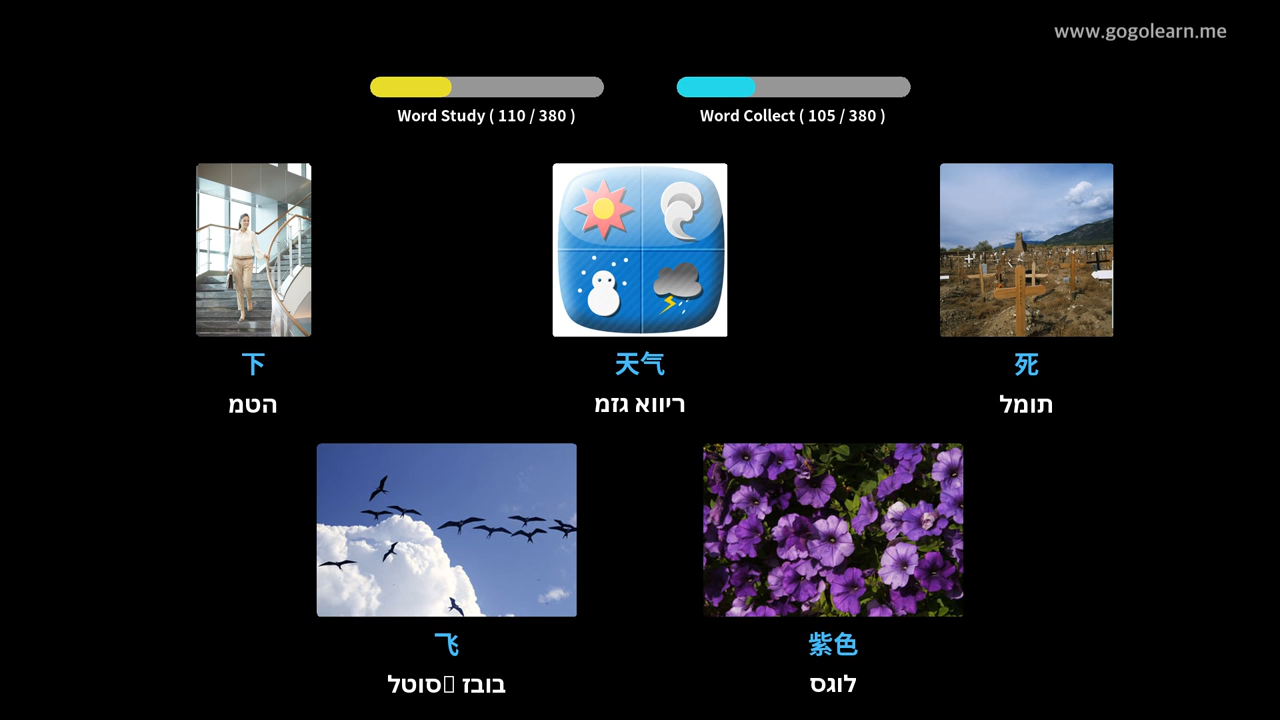 www.gogolearn.me
Word Study ( 110 / 380 )
Word Collect ( 105 / 380 )
下
הטמ
天气
ריווא גזמ
死
תומל
飞
בובז ▯סוטל
紫色
לוגס